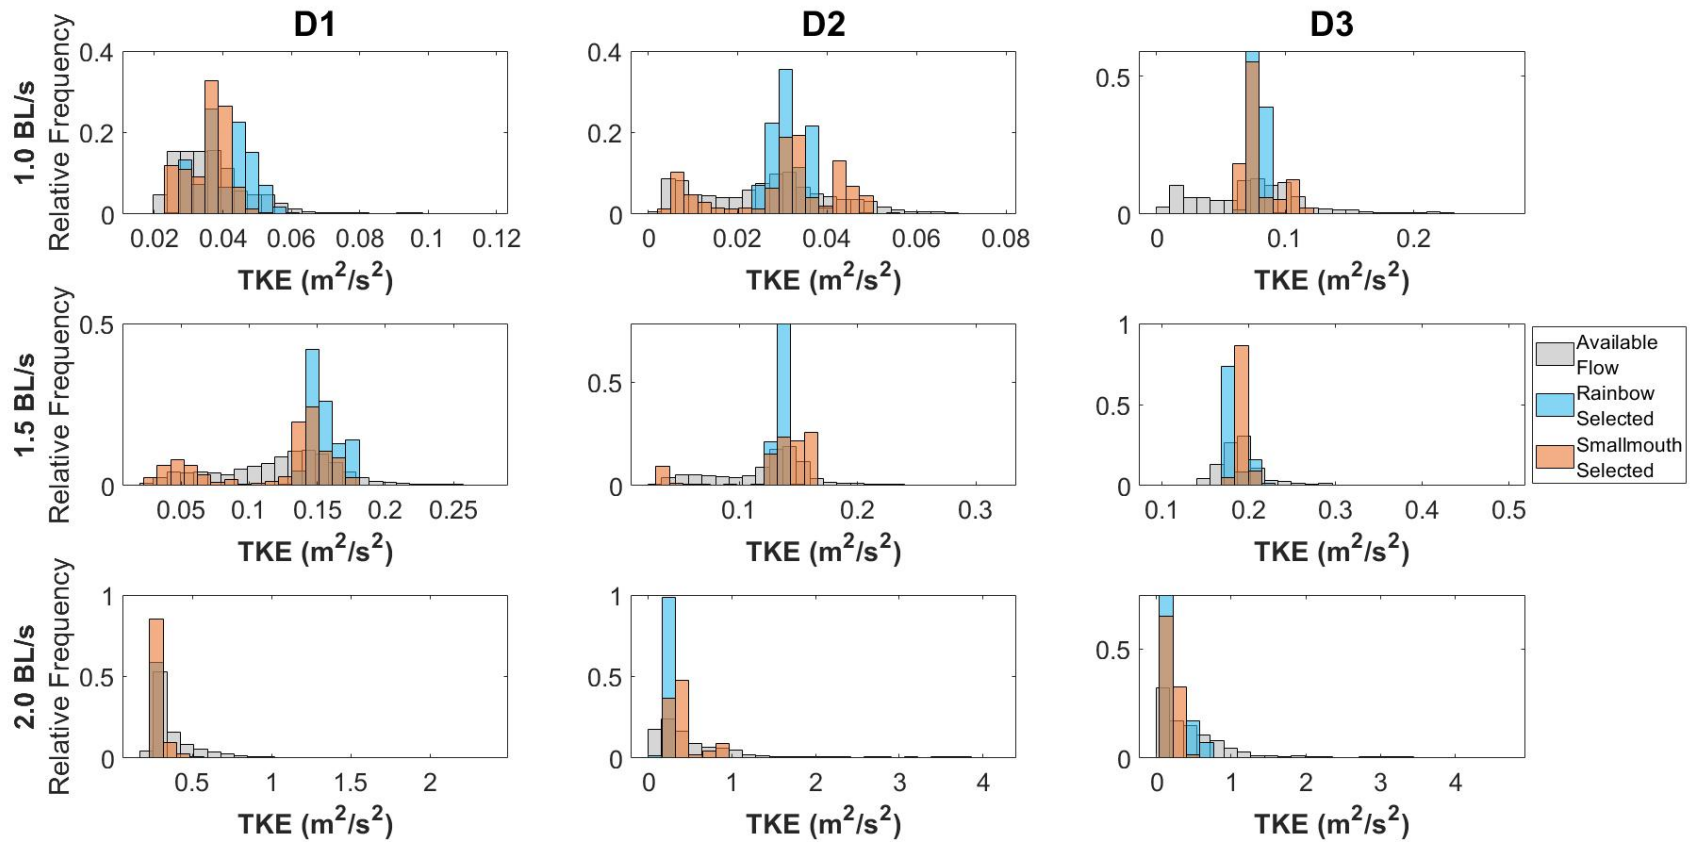 D1 D2 D3
1.0 BL/s
Relative Frequency
0.4 0.2 0
0.02 0.04 0.06 0.08 0.1 0.12
TKE (m²/s²)
0.4 0.2 0
0 0.02 0.04 0.06 0.08
TKE (m²/s²)
0.5 0
0 0.1 0.2
TKE (m²/s²)
1.5 BL/s
Relative Frequency
0.5 0
0.05 0.1 0.15 0.2 0.25
TKE (m²/s²)
0.5 0
0.1 0.2 0.3
TKE (m²/s²)
1 0.5 0
0.1 0.2 0.3 0.4 0.5
TKE (m²/s²)
Available
Flow
Rainbow
Selected
Smallmouth
Selected
2.0 BL/s
Relative Frequency
1 0.5 0
0.5 1 1.5 2
TKE (m²/s²)
1 0.5 0
0 1 2 3 4
TKE (m²/s²)
0.5 0
0 1 2 3 4
TKE (m²/s²)